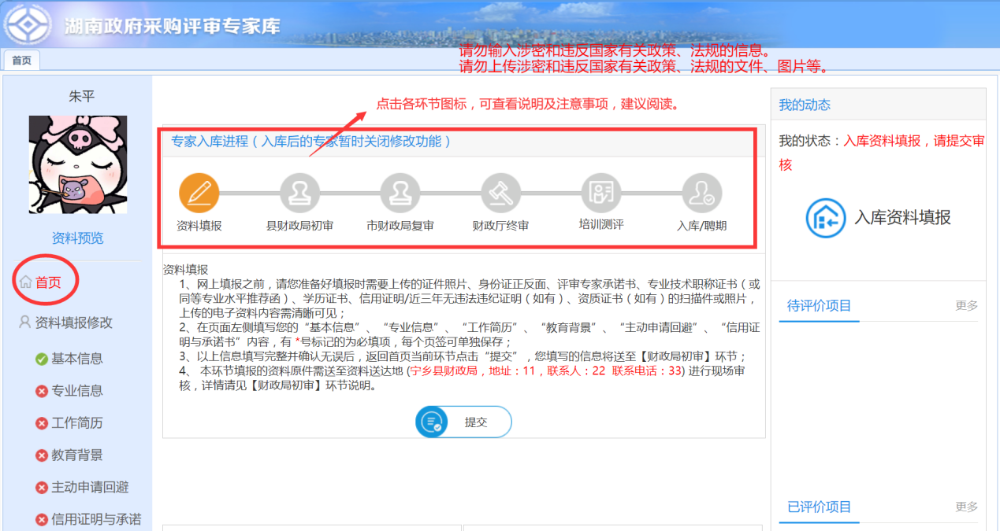 湖南政府采购评审专家库
首页
请勿输入涉密和违反国家有关政策、法规的信息。
请勿上传涉密和违反国家有关政策、法规的文件、图片等。
朱平
资料预览
首页
资料填报修改
基本信息
专业信息
工作简历
教育背景
主动申请回避
信用证明与承诺
点击各环节图标，可查看说明及注意事项，建议阅读。
专家入库进程（入库后的专家暂时关闭修改功能）
资料填报
县财政局初审
市财政局复审
财政厅终审
培训测评
入库/聘期
资料填报
1、网上填报之前，请您准备好填报时需要上传的证件照片、身份证正反面、评审专家承诺书、专业技术职称证书（或
同等专业水平推荐函）、学历证书、信用证明/近三年无违法违纪证明（如有）、资质证书（如有）的扫描件或照片，
上传的电子资料内容需清晰可见；
2、在页面左侧填写您的“基本信息”、“专业信息”、“工作简历”、“教育背景”、“主动申请回避”、“信用证
明与承诺书”内容，有 *号标记的为必填项，每个页签可单独保存；
3、以上信息填写完整并确认无误后，返回首页当前环节点击“提交”，您填写的信息将送至【财政局初审】环节；
4、 本环节填报的资料原件需送至资料送达地 (宁乡县财政局，地址：11，联系人：22 联系电话：33) 进行现场审
核，详情请见【财政局初审】环节说明。
提交
我的动态
我的状态：入库资料填报，请提交审
核
入库资料填报
待评价项目
更多
已评价项目
更多